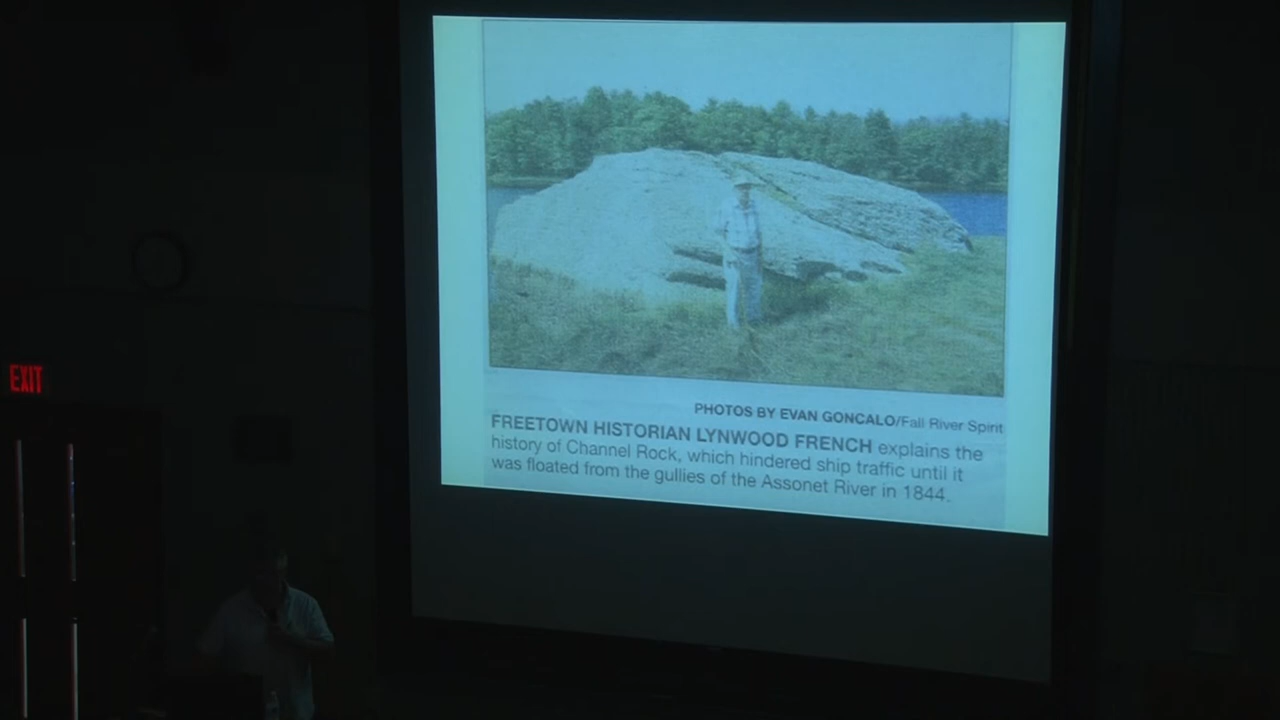 EXIT
PHOTOS BY EVAN GONCALO/Fall River Spirit
FREETOWN HISTORIAN LYNWOOD FRENCH explains the
history of Channel Rock, which hindered ship traffic until it
was floated from the gullies of the Assonet River in 1844.